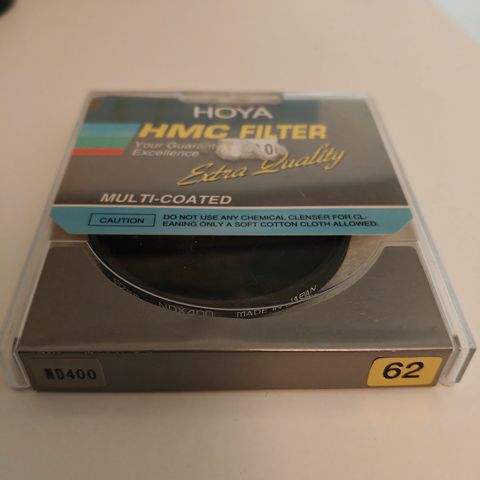 HOYA
HMC FILTER
Your Guarant
Excellence
Extra Quality
MULTI-COATED
CAUTION
DO NOT USE ANY CHEMICAL CLENSER FOR CL-
EANING ONLY A SOFT COTTON CLOTH ALLOWED.
NDX400 MADE IN JAPAN
ND400
62